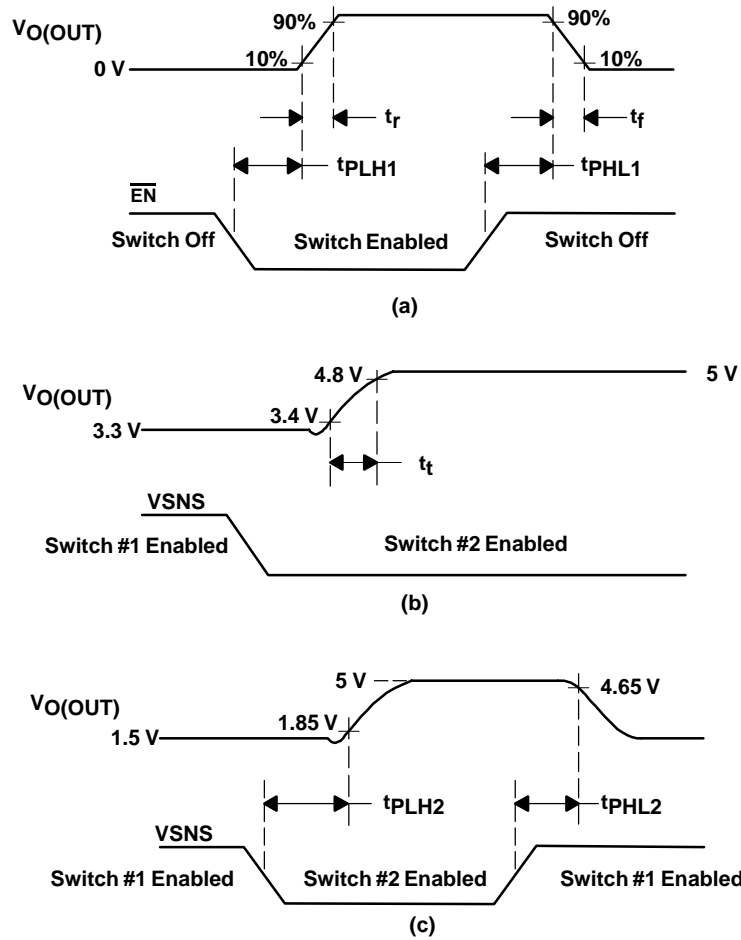 VO(OUT)
90%
90%
10%
10%
0 V
tr
tf
tPLH1
tPHL1
EN
Switch Off
Switch Enabled
Switch Off
(a)
4.8 V
5 V
VO(OUT)
3.4 V
3.3 V
tt
VSNS
Switch #1 Enabled
Switch #2 Enabled
(b)
5 V
4.65 V
VO(OUT)
1.85 V
1.5 V
tPLH2
tPHL2
VSNS
Switch #1 Enabled
Switch #2 Enabled
Switch #1 Enabled
(c)